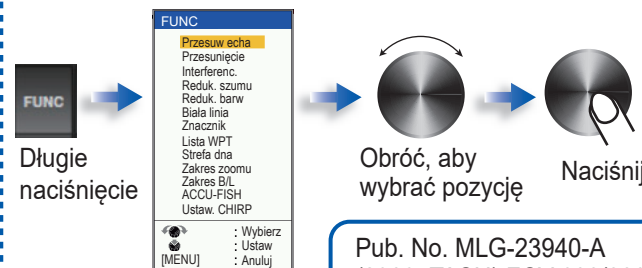 FUNC
Długie
naciśnięcie
FUNC
Przesuw echa
Przesunięcie
Interferenc.
Reduk. szumu
Reduk. barw
Biała linia
Znacznik
Lista WPT
Strefa dna
Zakres zoomu
Zakres B/L
ACCU-FISH
Ustaw. CHIRP
: Wybierz
: Ustaw
[MENU] : Anuluj
Obróć, aby
wybrać pozycję
Naciśnij
Pub. No. MLG-23940-A